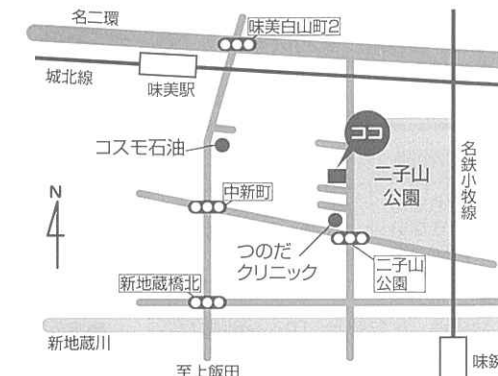 名二環
味美白山町2
城北線
味美駅
コスモ石油
ココ
二子山
公園
名鉄小牧線
N
中新町
つのだ
クリニック
二子山
公園
新地蔵橋北
新地蔵川
至上飯田
味鋺